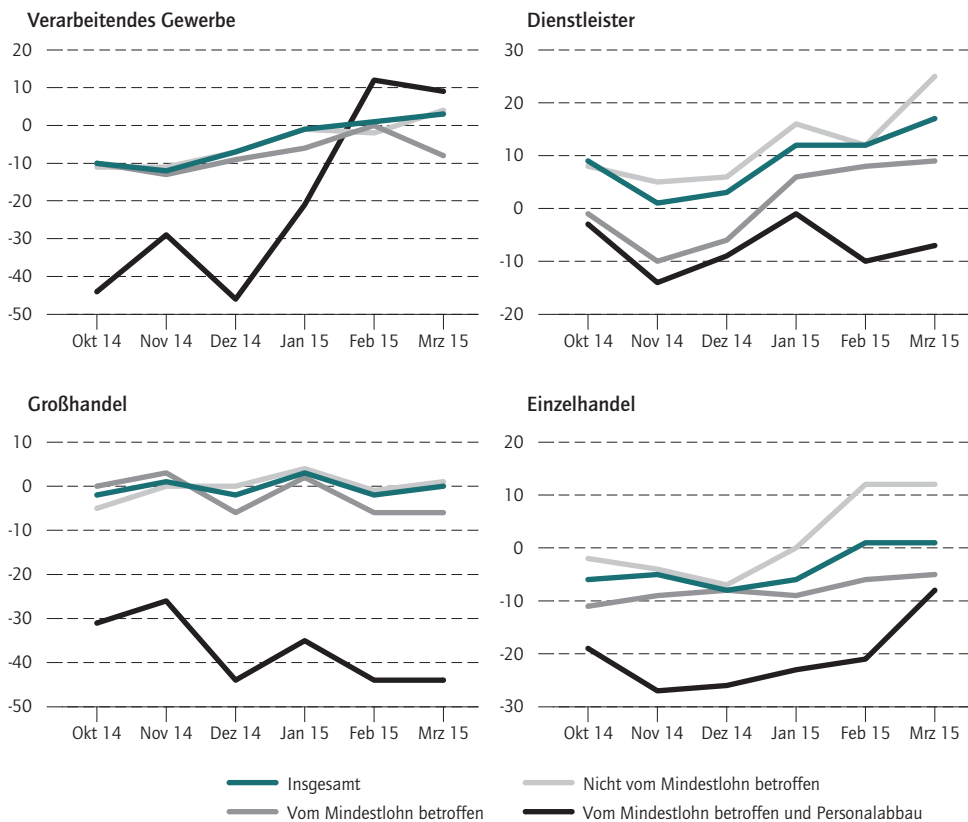 Verarbeitendes Gewerbe
20
10
0
-10
-20
-30
-40
-50
Okt 14 Nov 14 Dez 14 Jan 15 Feb 15 Mrz 15
Dienstleister
30
20
10
0
-10
-20
Okt 14 Nov 14 Dez 14 Jan 15 Feb 15 Mrz 15
Großhandel
10
0
-10
-20
-30
-40
-50
Okt 14 Nov 14 Dez 14 Jan 15 Feb 15 Mrz 15
Einzelhandel
20
10
0
-10
-20
-30
Okt 14 Nov 14 Dez 14 Jan 15 Feb 15 Mrz 15
Insgesamt
Nicht vom Mindestlohn betroffen
Vom Mindestlohn betroffen
Vom Mindestlohn betroffen und Personalabbau